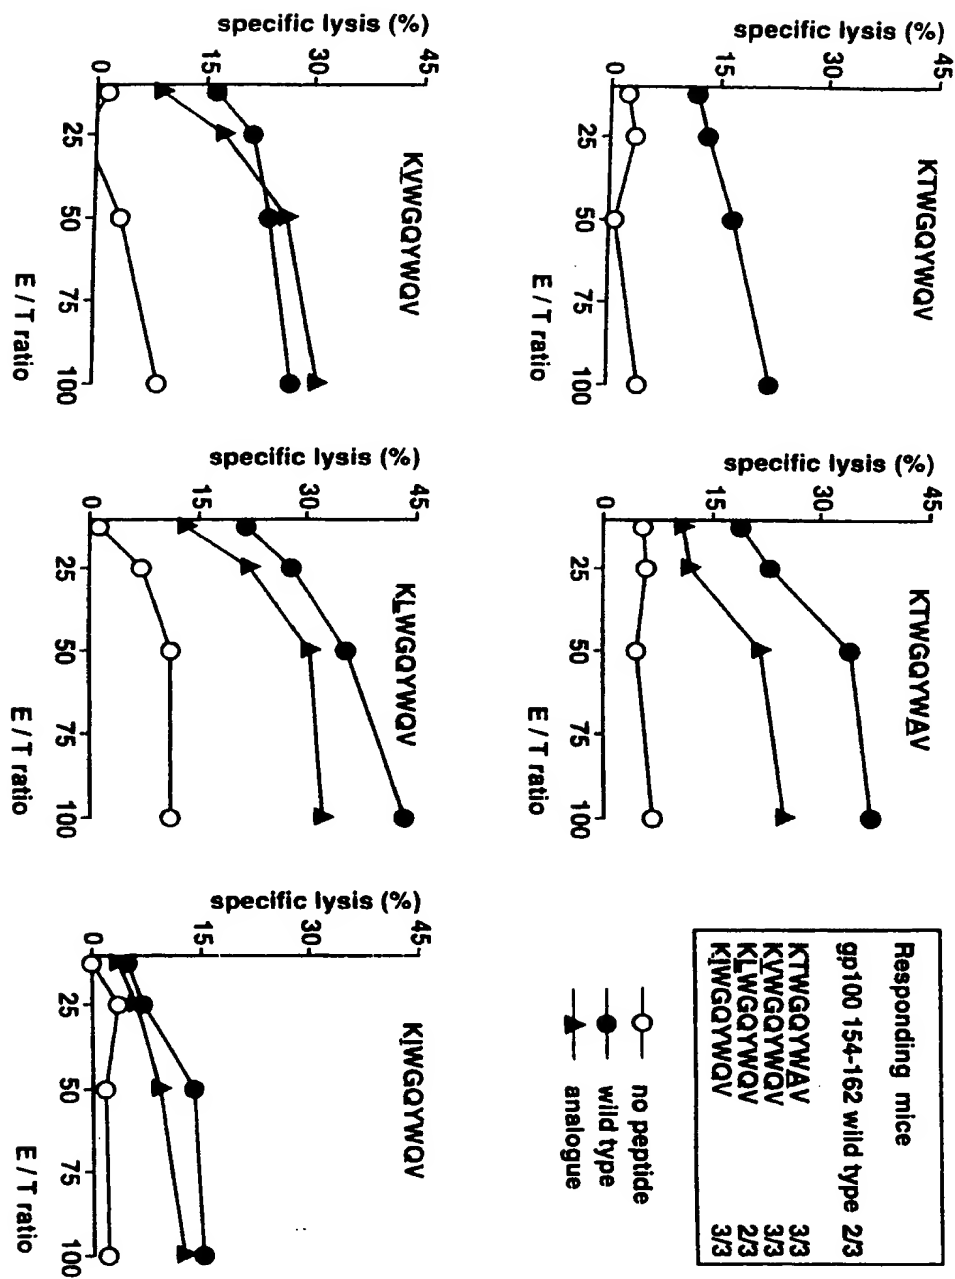 KTWGQYWQV
specific lysis (%)
45
30
15
0
25
50
75
100
E / T ratio
KTWGQYWAV
specific lysis (%)
45
30
15
0
25
50
75
100
E / T ratio
Responding mice
gp100 154-162 wild type 2/3
KTWGQYWAV 3/3
KVWGQYWQV 3/3
KLWGQYWQV 2/3
KIWGQYWQV 3/3
no peptide
wild type
analogue
KVWGQYWQV
specific lysis (%)
45
30
15
0
25
50
75
100
E / T ratio
KLWGQYWQV
specific lysis (%)
45
30
15
0
25
50
75
100
E / T ratio
KIWGQYWQV
specific lysis (%)
45
30
15
0
25
50
75
100
E / T ratio